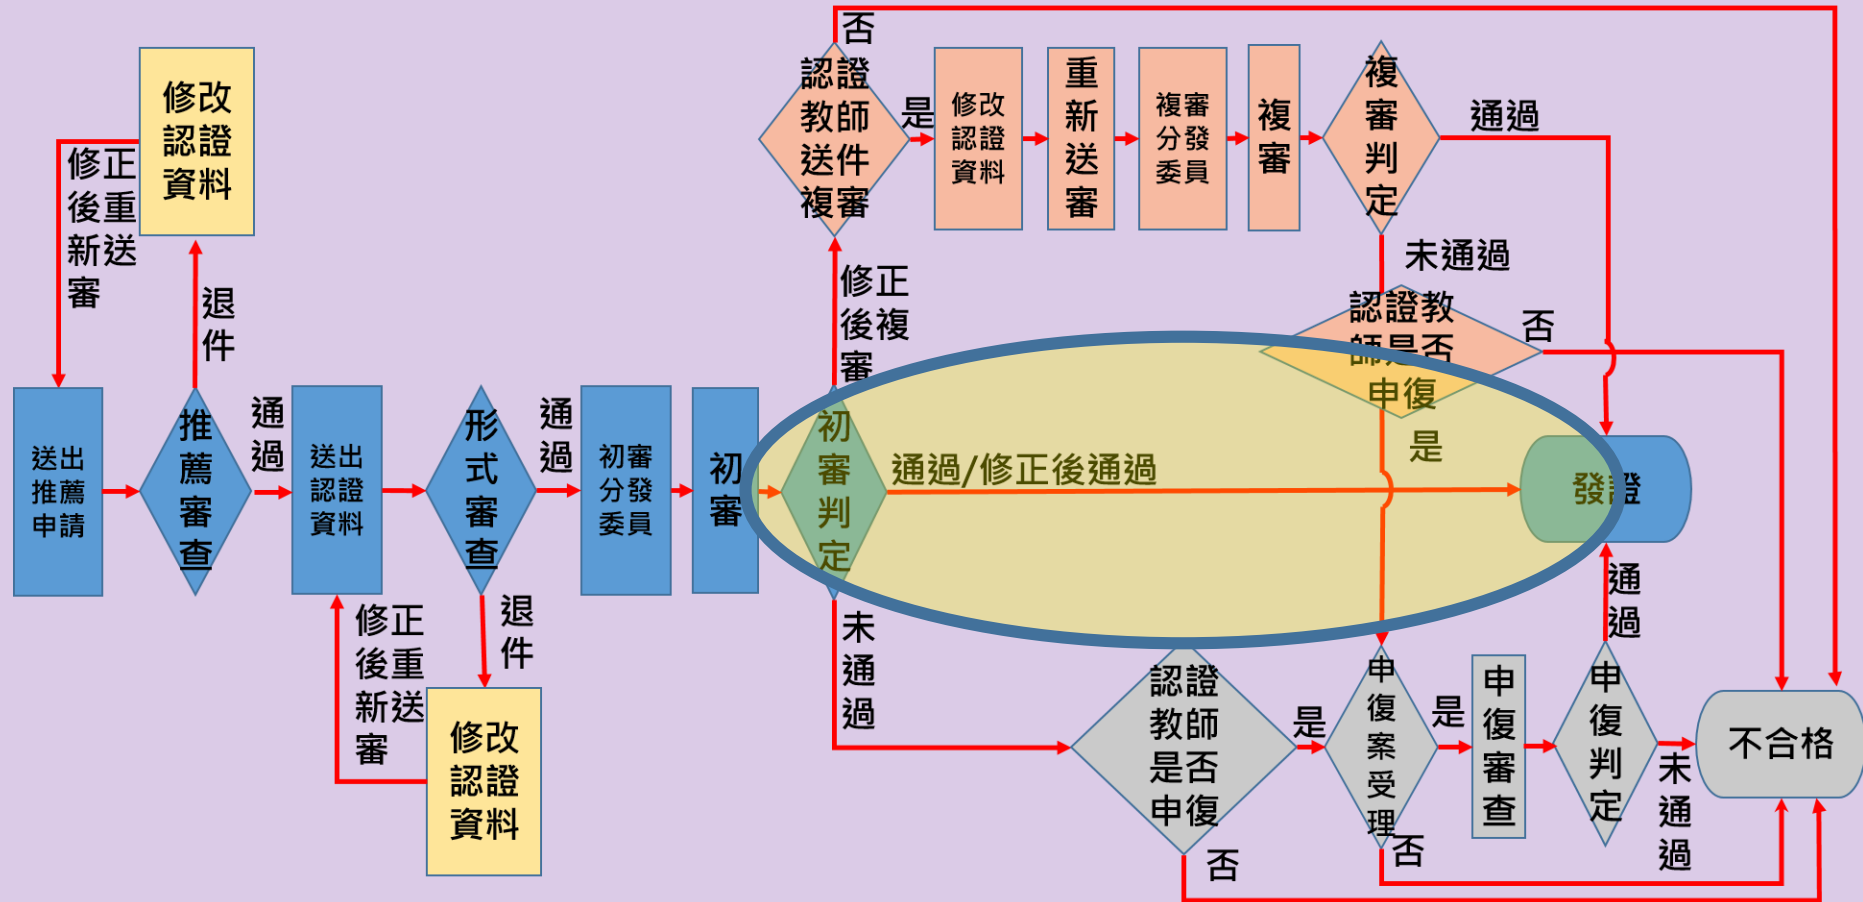 否
認證
教師
送件
複審
是
修改
認證
資料
重
新
送
審
複審
分發
委員
複
審
複
審
判
定
通過
修改
認證
資料
修正
後重
新送
審
退
件
修正
後複
審
未通過
認證教
師是否
申復
否
是
送出
推薦
申請
推
薦
審
查
通
過
送出
認證
資料
形
式
審
查
通
過
初審
分發
委員
初
審
初
審
判
定
通過/修正後通過
發證
修正
後重
新送
審
退
件
修改
認證
資料
未
通
過
認證
教師
是否
申復
是
否
申
復
案
受
理
是
否
申
復
審
查
申
復
判
定
通
過
未
通
過
不合格